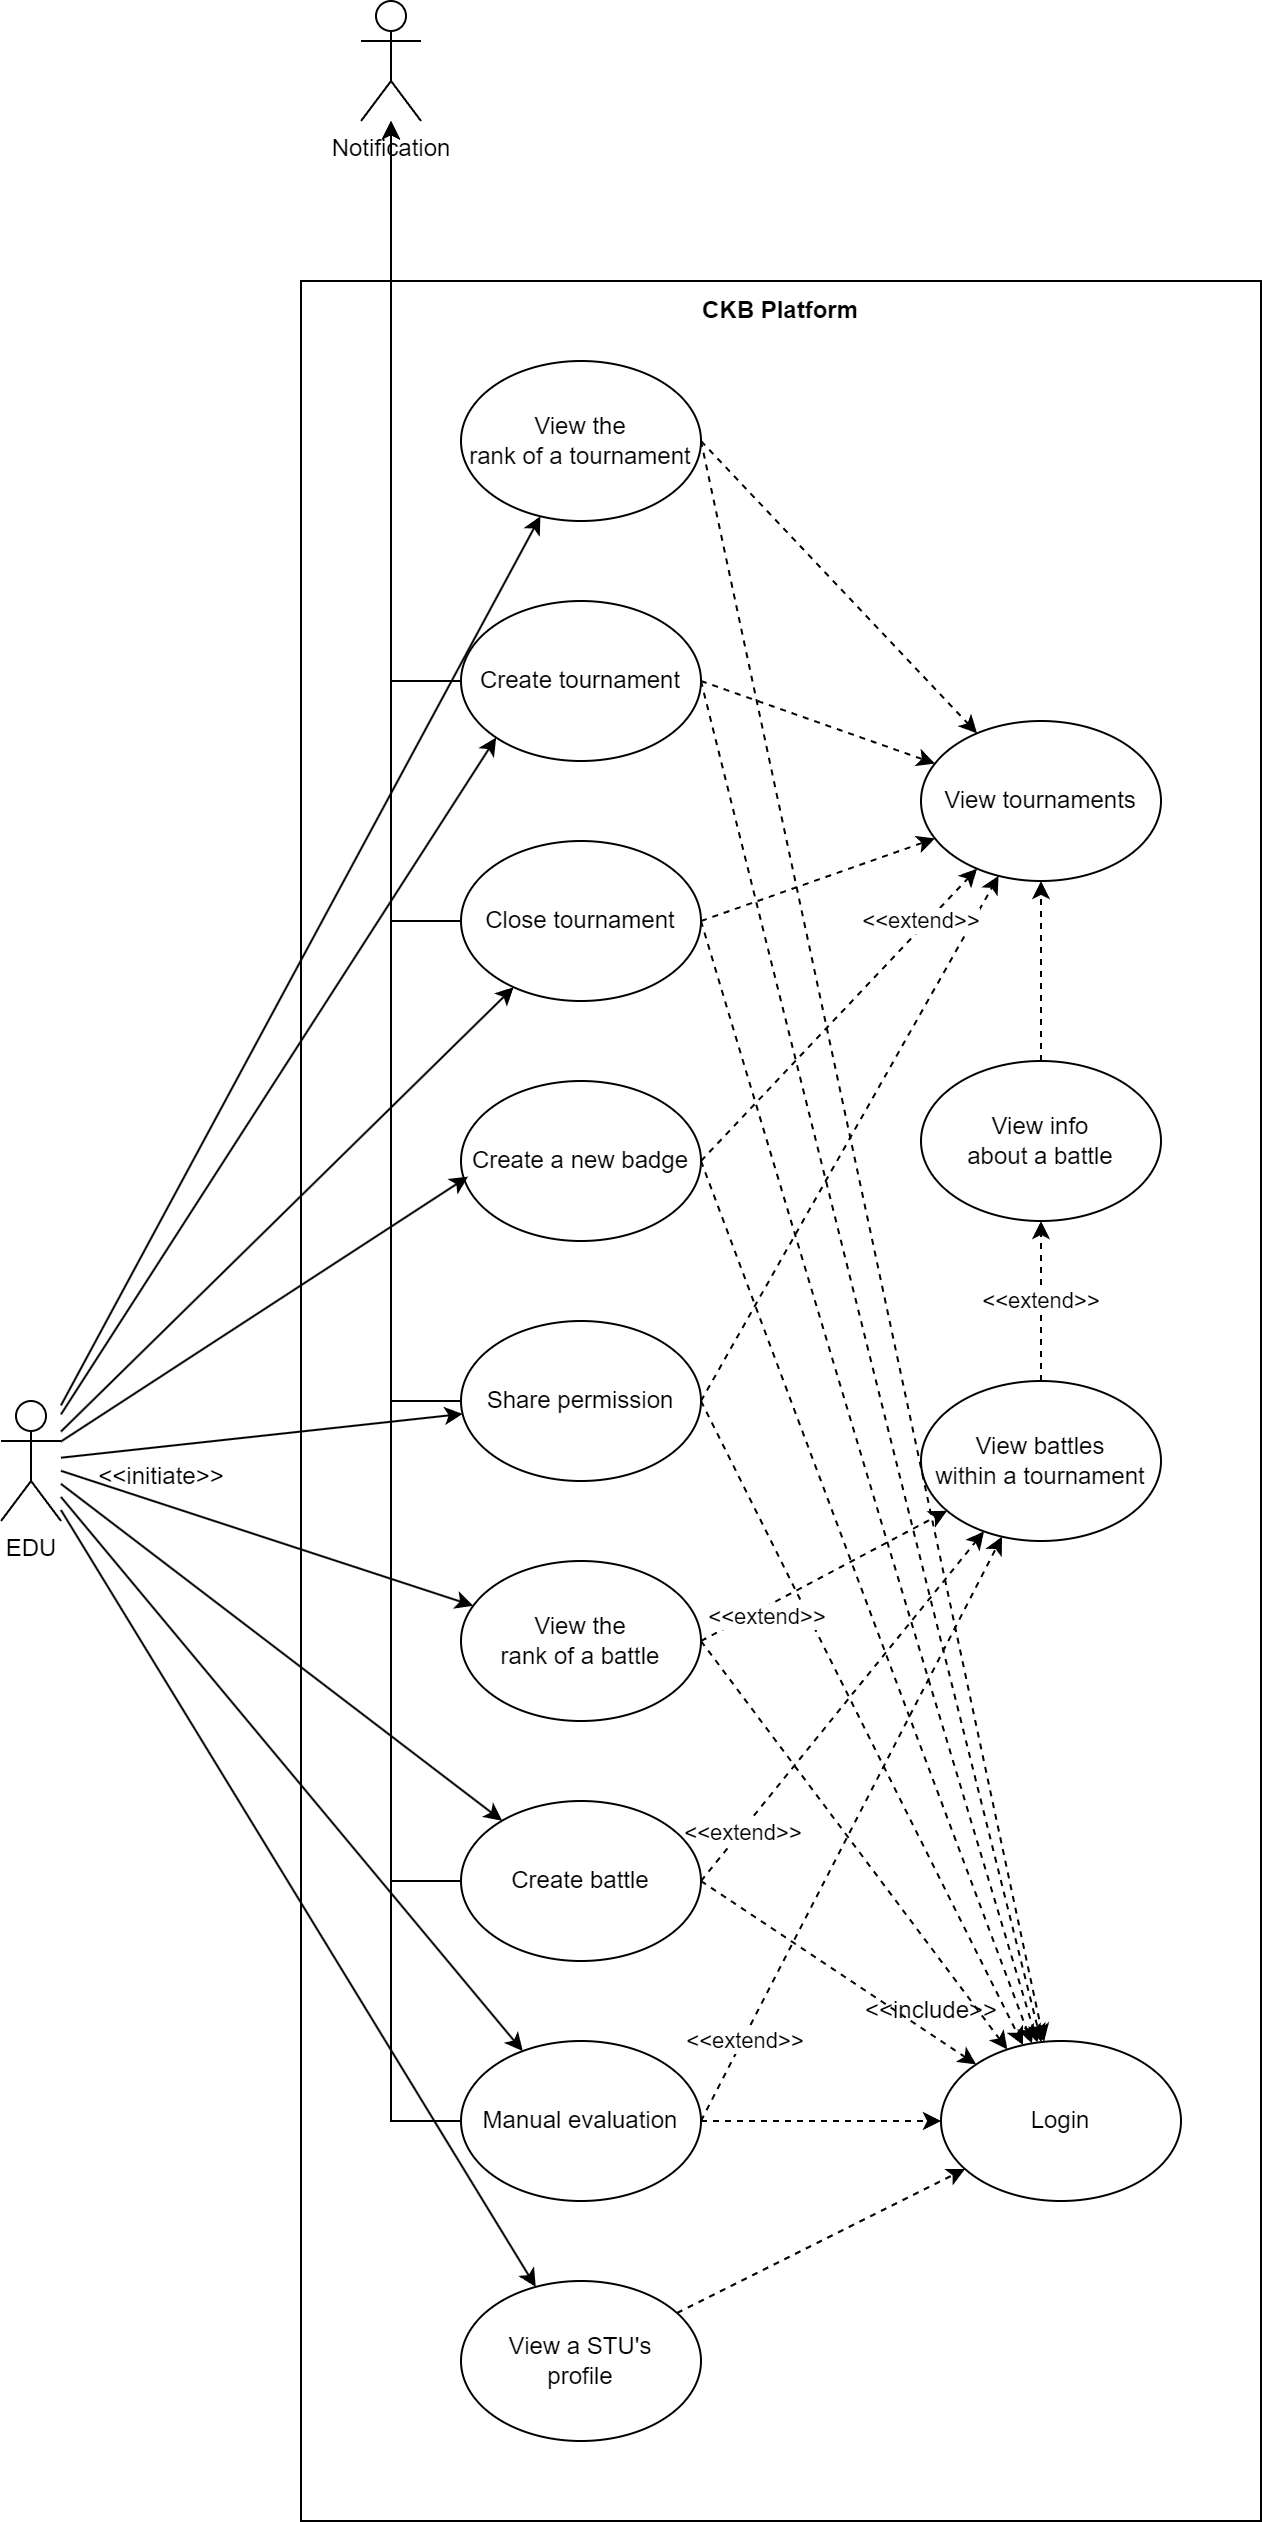 Notification
CKB Platform
View the
rank of a tournament
Create tournament
View tournaments
Close tournament
<<extend>>
View info
about a battle
Create a new badge
<<extend>>
Share permission
View battles
within a tournament
<<initiate>>
EDU
<<extend>>
View the
rank of a battle
<<extend>>
Create battle
<<include>>
<<extend>>
Manual evaluation
Login
View a STU's
profile